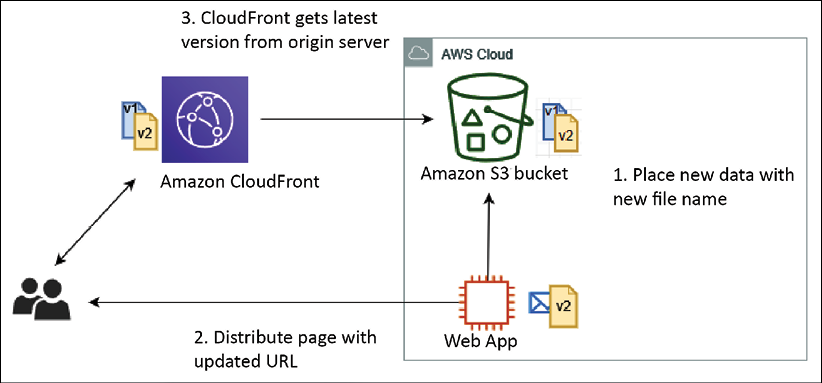 3. CloudFront gets latest
version from origin server
AWS Cloud
v1
v2
v1
v2
Amazon CloudFront
Amazon S3 bucket
1. Place new data with
new file name
v2
2. Distribute page with
updated URL
Web App